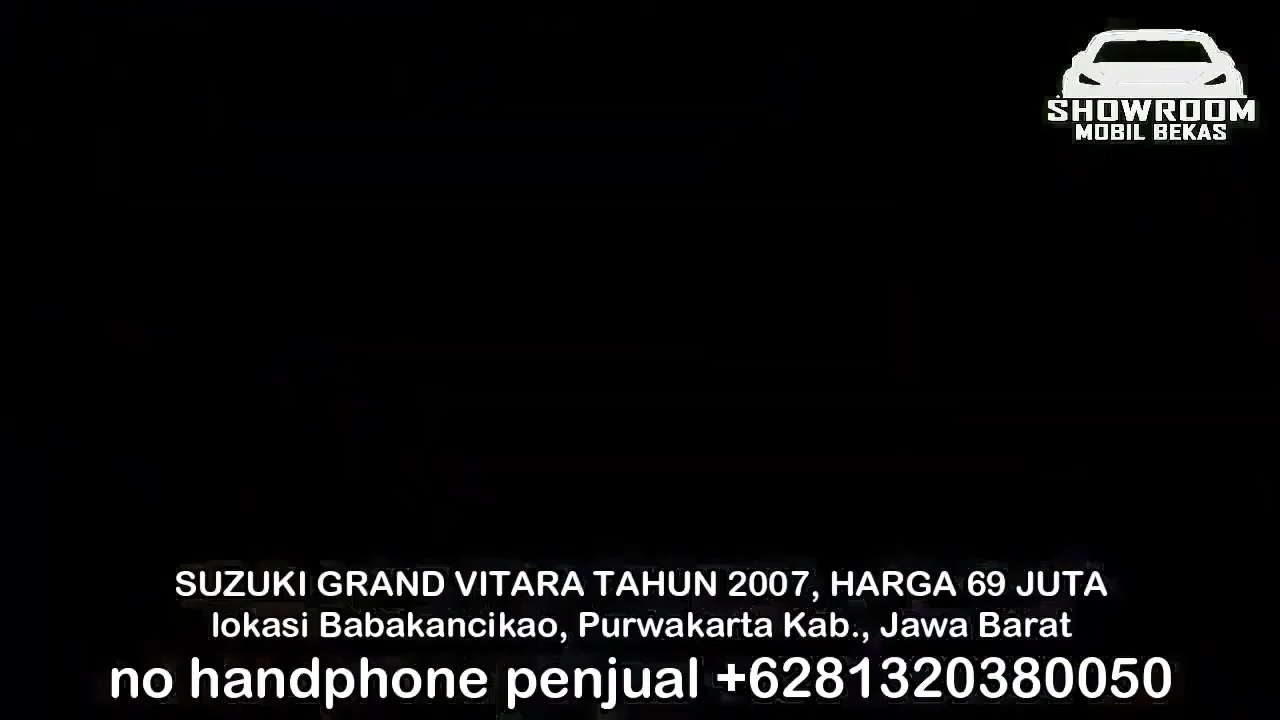 SHOWROOM
MOBIL BEKAS
SUZUKI GRAND VITARA TAHUN 2007, HARGA 69 JUTA
lokasi Babakancikao, Purwakarta Kab., Jawa Barat
no handphone penjual +6281320380050